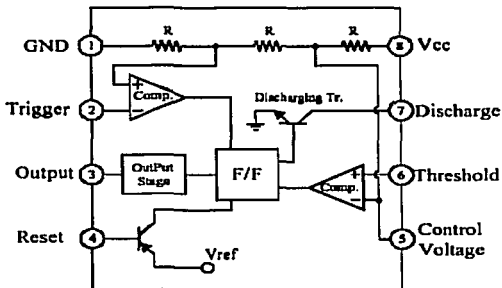 GND 1 R R R 8 Vcc
Trigger 2 + − Comp. Discharging Tr. 7 Discharge
Output 3 OutPut Stage F/F Comp. + − 6 Threshold
Reset 4 Vref 5 Control Voltage